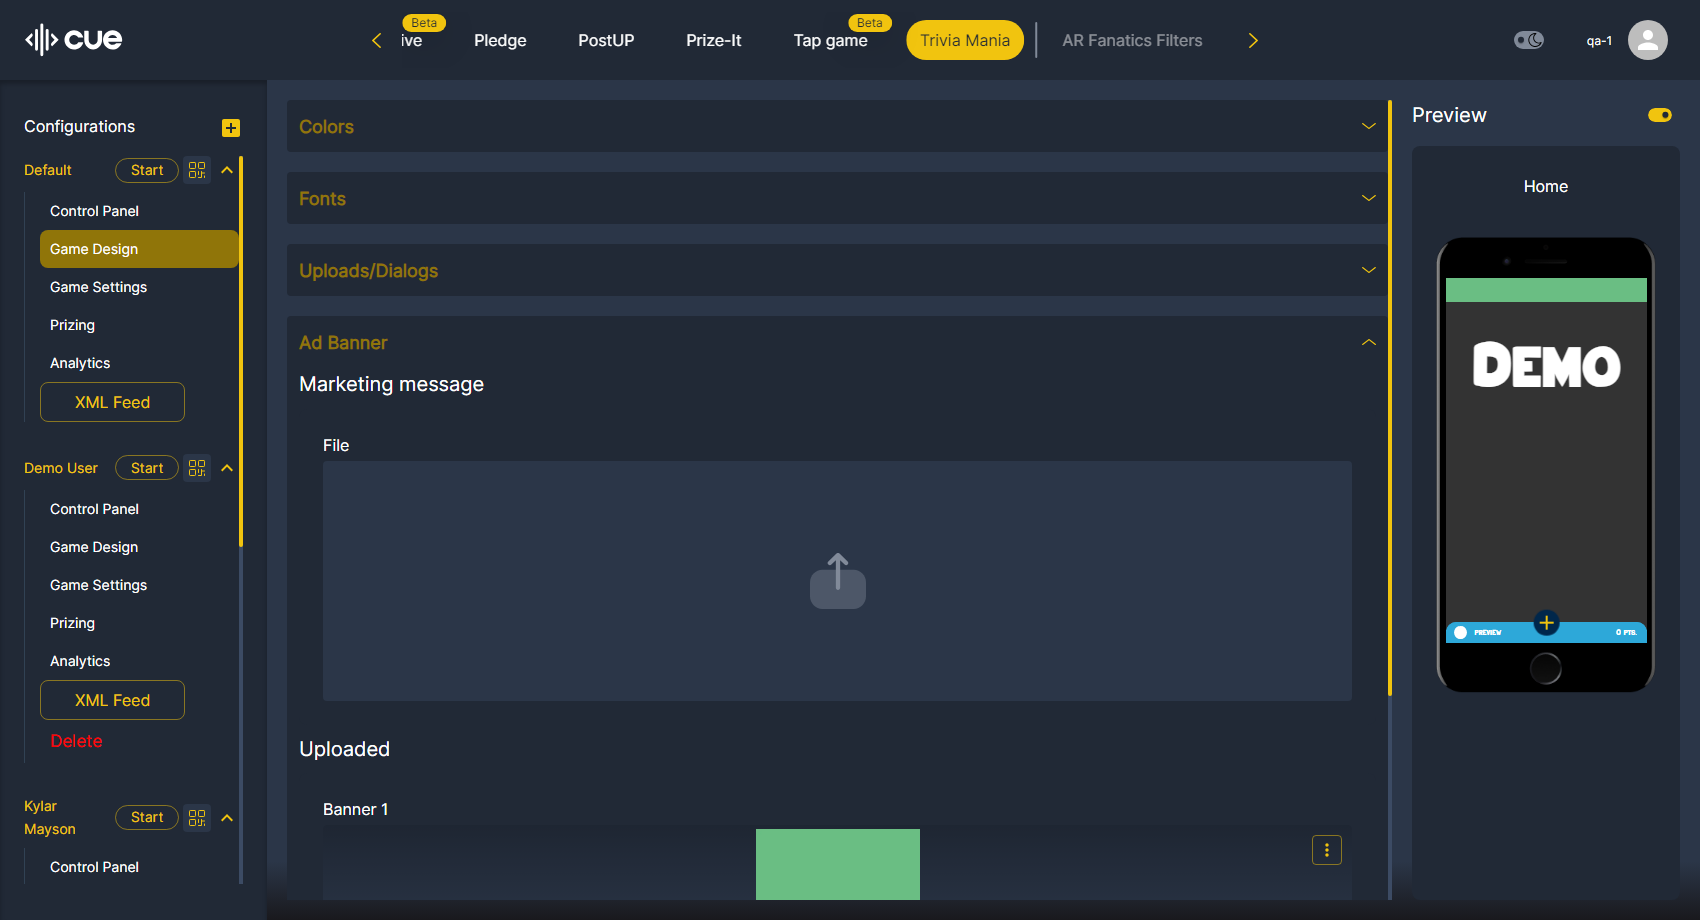 cue
Beta
ive
Pledge
PostUP
Prize-It
Beta
Tap game
Trivia Mania
AR Fanatics Filters
qa-1
Configurations
Default
Start
Control Panel
Game Design
Game Settings
Prizing
Analytics
XML Feed
Demo User
Start
Control Panel
Game Design
Game Settings
Prizing
Analytics
XML Feed
Delete
Kylar
Mayson
Start
Control Panel
Colors
Fonts
Uploads/Dialogs
Ad Banner
Marketing message
File
Uploaded
Banner 1
Preview
Home
DEMO
PREVIEW
0 PTS.